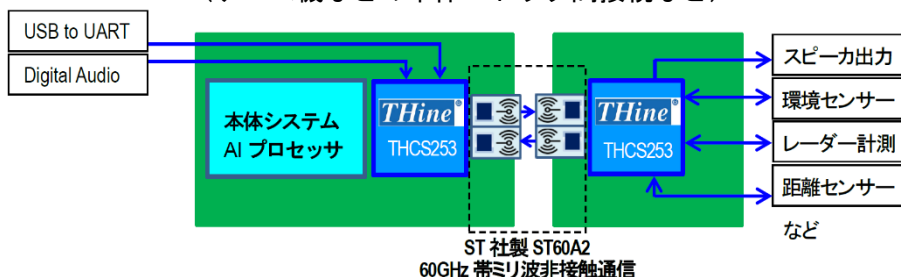 USB to UART
Digital Audio
本体システム
AI プロセッサ
THine®
THCS253
THine®
THCS253
スピーカ出力
環境センサー
レーダー計測
距離センサー
など
ST 社製 ST60A2
60GHz 帯ミリ波非接触通信